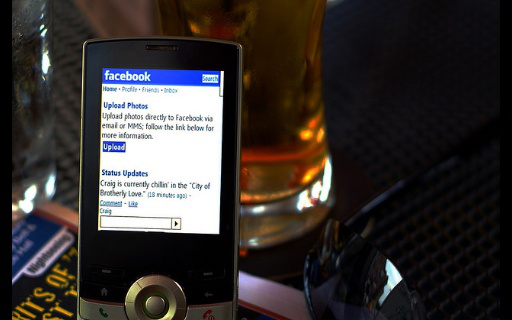 facebook
Search
Home • Profile • Friends • Inbox
Upload Photos
Upload photos directly to Facebook via
email or MMS; follow the link below for
more information.
Upload
Status Updates
Craig is currently chillin' in the "City of
Brotherly Love." (18 minutes ago) -
Comment - Like
Craig